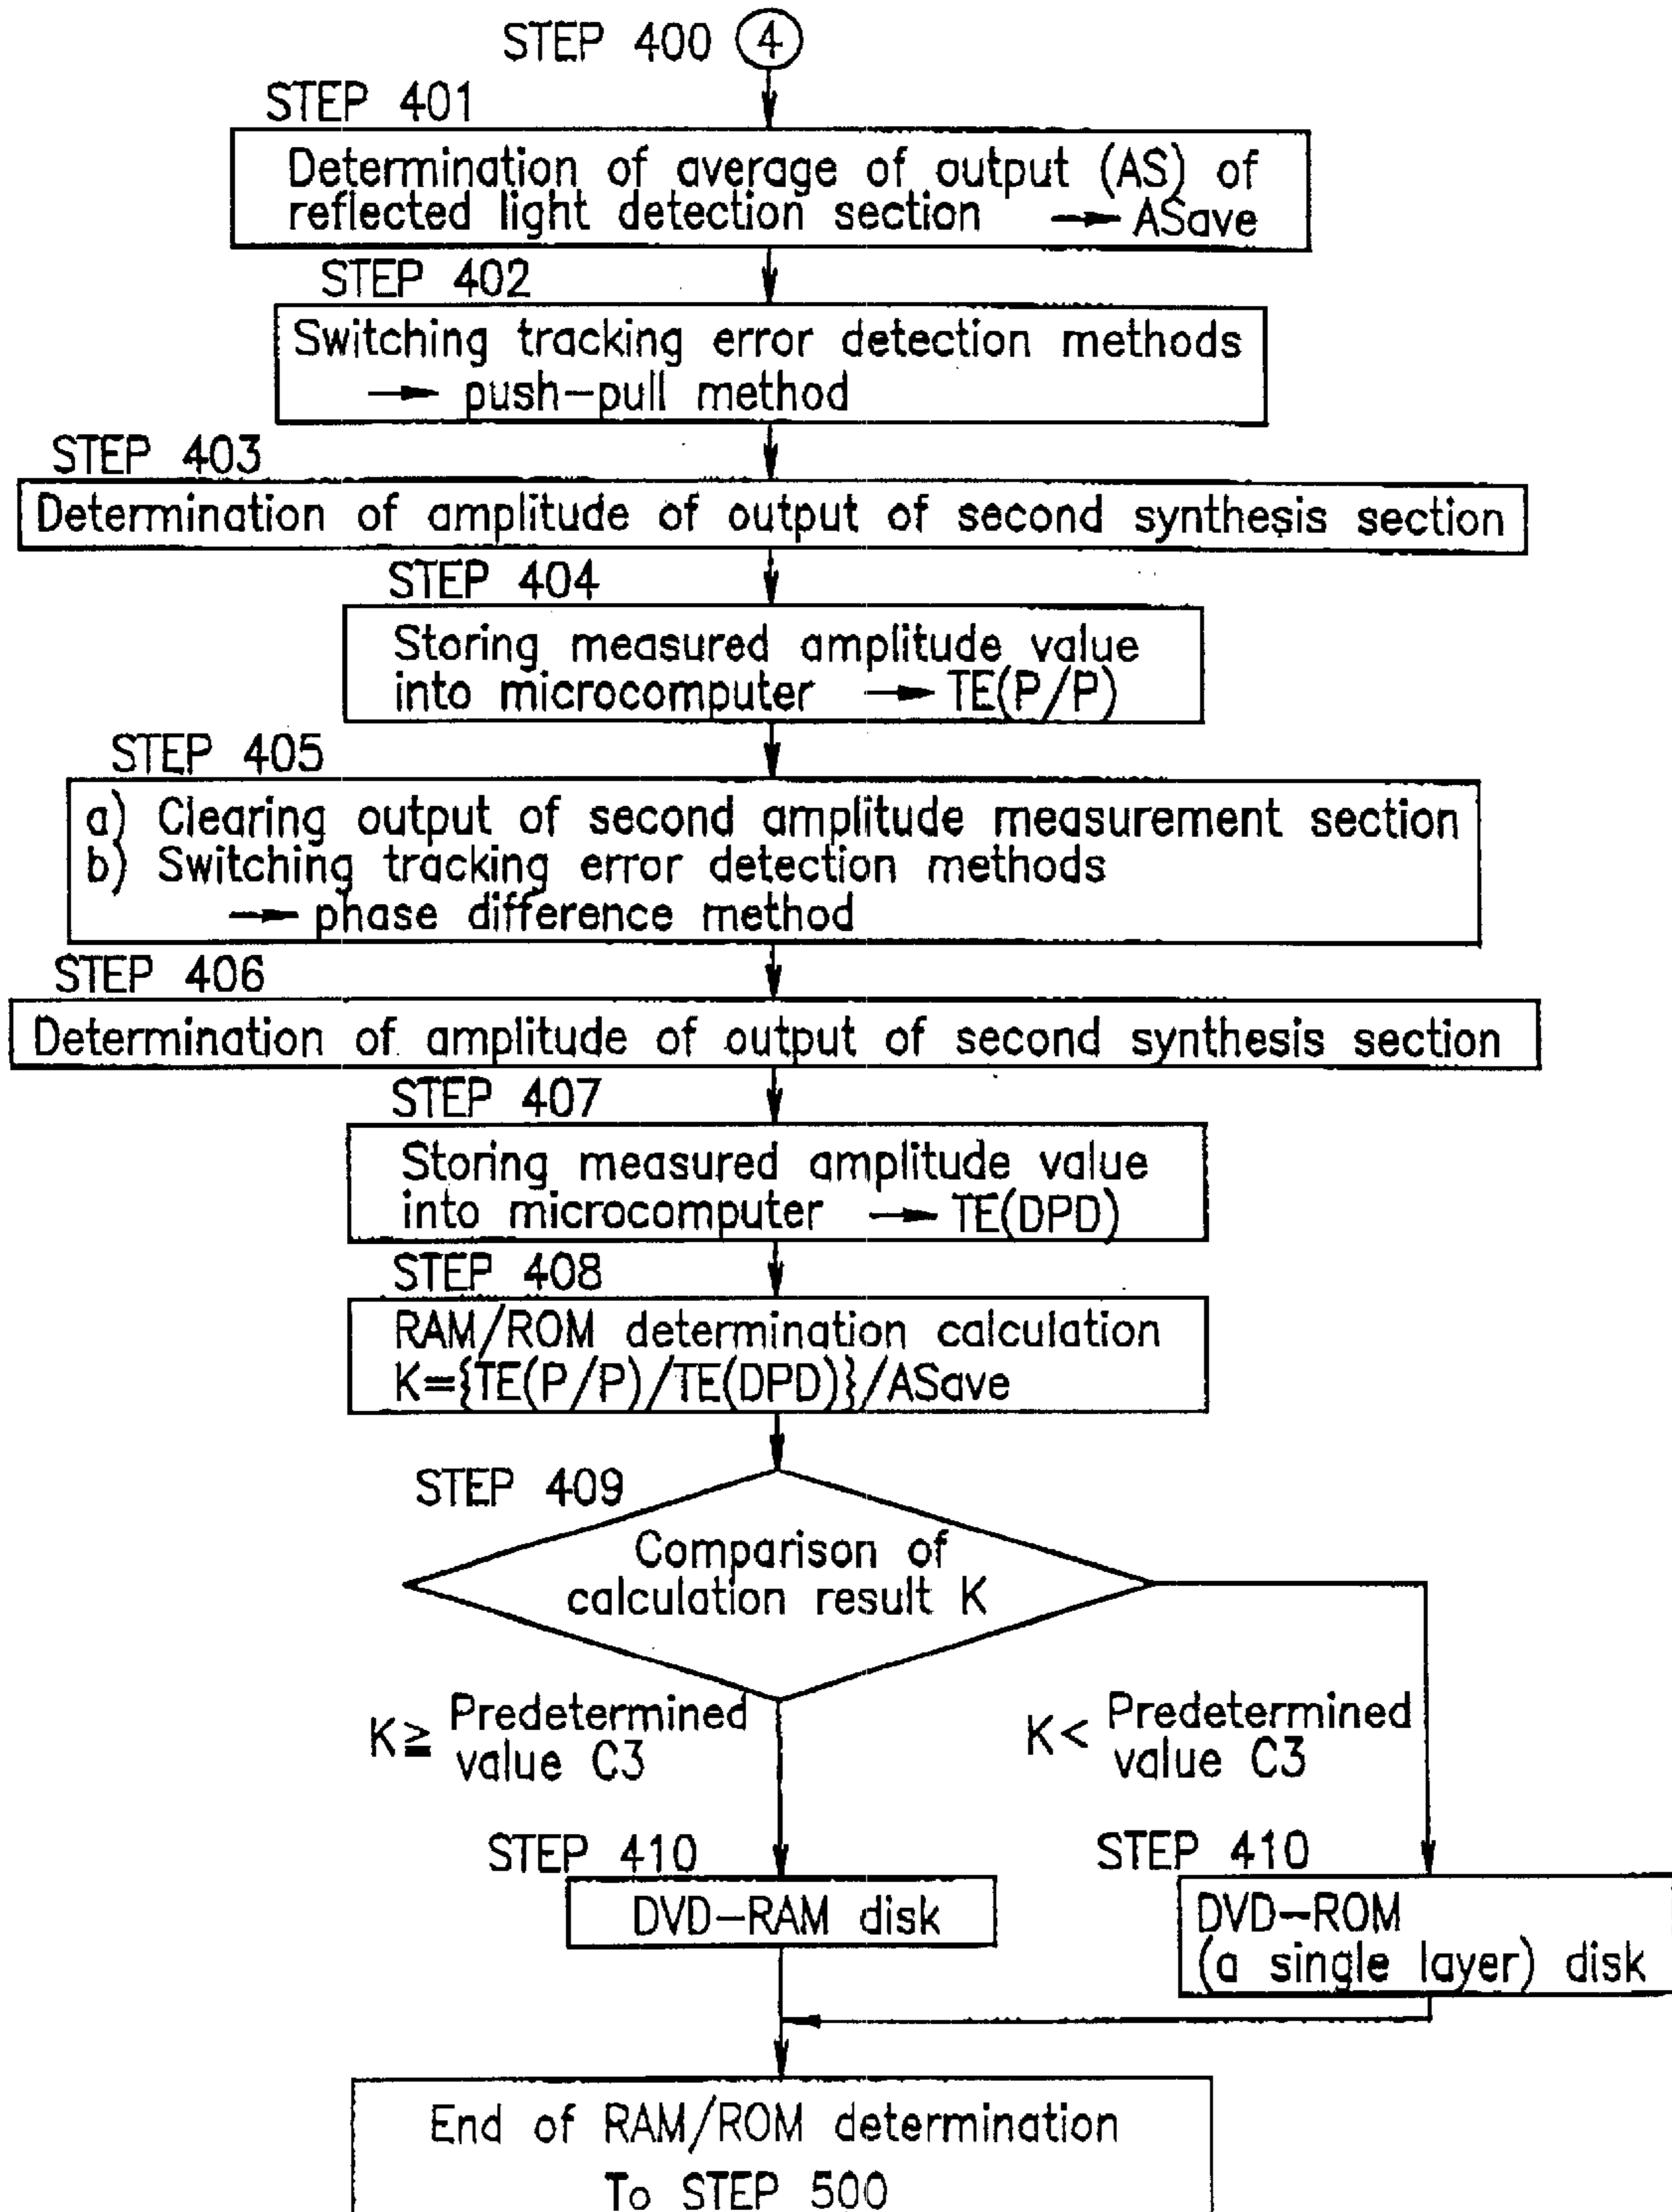 STEP 400 4
STEP 401
Determination of average of output (AS) of
reflected light detection section → ASave
STEP 402
Switching tracking error detection methods
→ push-pull method
STEP 403
Determination of amplitude of output of second synthesis section
STEP 404
Storing measured amplitude value
into microcomputer → TE(P/P)
STEP 405
a) Clearing output of second amplitude measurement section
b) Switching tracking error detection methods
→ phase difference method
STEP 406
Determination of amplitude of output of second synthesis section
STEP 407
Storing measured amplitude value
into microcomputer → TE(DPD)
STEP 408
RAM/ROM determination calculation
K={TE(P/P)/TE(DPD)}/ASave
STEP 409
Comparison of
calculation result K
K≧ Predetermined
value C3
K< Predetermined
value C3
STEP 410
DVD-RAM disk
STEP 410
DVD-ROM
(a single layer) disk
End of RAM/ROM determination
To STEP 500